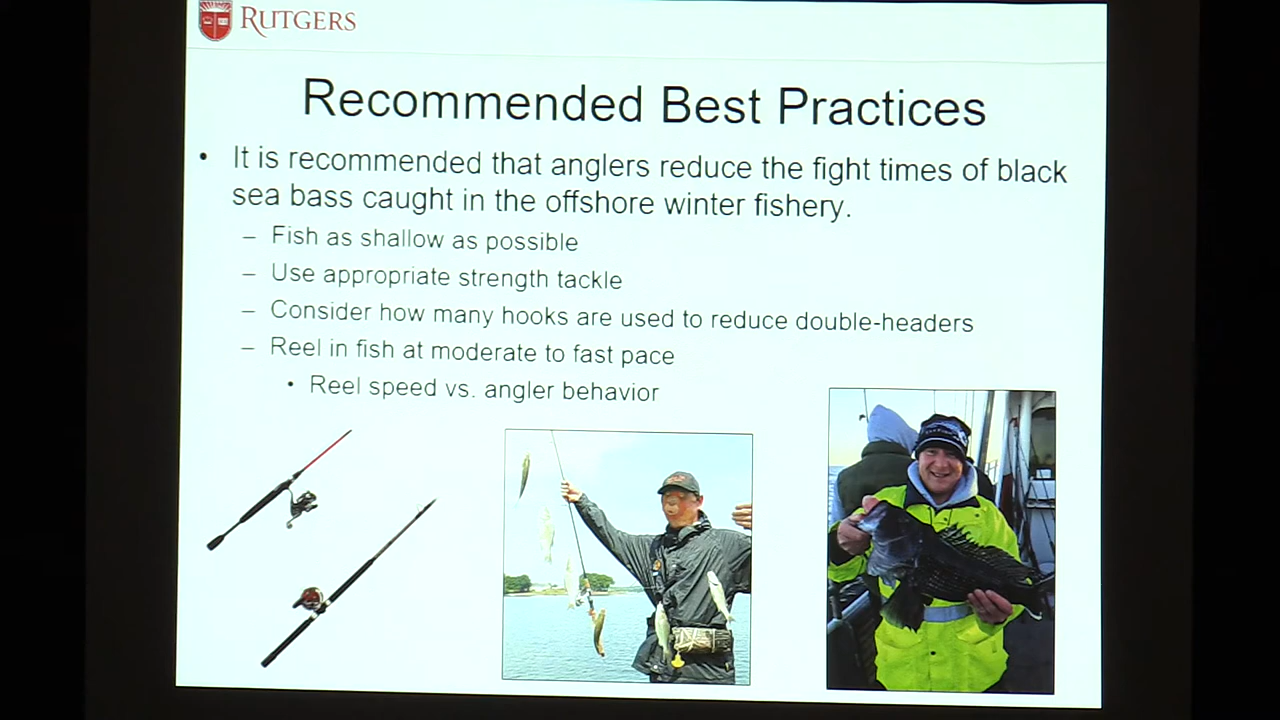 RUTGERS
Recommended Best Practices
• It is recommended that anglers reduce the fight times of black
sea bass caught in the offshore winter fishery.
– Fish as shallow as possible
– Use appropriate strength tackle
– Consider how many hooks are used to reduce double-headers
– Reel in fish at moderate to fast pace
• Reel speed vs. angler behavior